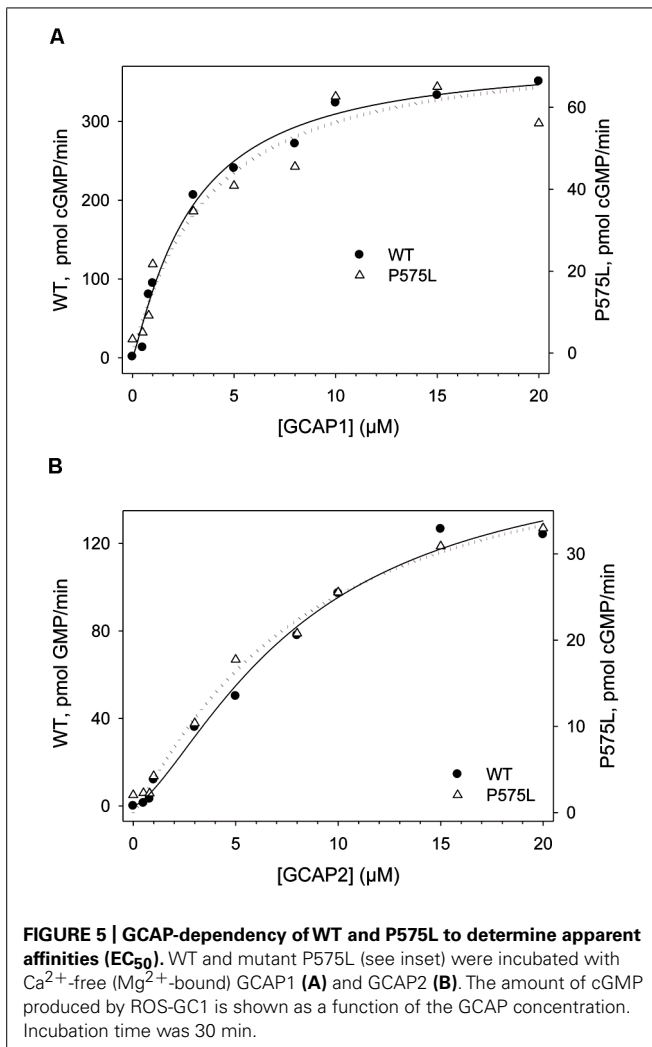 A
WT, pmol cGMP/min
300
200
100
0
P575L, pmol cGMP/min
60
40
20
0
WT
P575L
0 5 10 15 20
[GCAP1] (µM)
B
WT, pmol GMP/min
120
80
40
0
P575L, pmol cGMP/min
30
20
10
0
WT
P575L
0 5 10 15 20
[GCAP2] (µM)
FIGURE 5 | GCAP-dependency of WT and P575L to determine apparent
affinities (EC50). WT and mutant P575L (see inset) were incubated with
Ca2+-free (Mg2+-bound) GCAP1 (A) and GCAP2 (B). The amount of cGMP
produced by ROS-GC1 is shown as a function of the GCAP concentration.
Incubation time was 30 min.